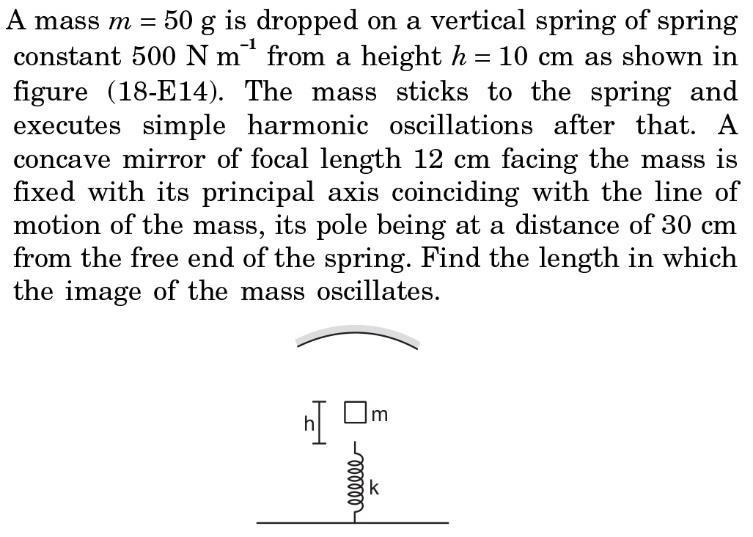 A mass m = 50 g is dropped on a vertical spring of spring
constant 500 N m⁻¹ from a height h = 10 cm as shown in
figure (18-E14). The mass sticks to the spring and
executes simple harmonic oscillations after that. A
concave mirror of focal length 12 cm facing the mass is
fixed with its principal axis coinciding with the line of
motion of the mass, its pole being at a distance of 30 cm
from the free end of the spring. Find the length in which
the image of the mass oscillates.
h m
k